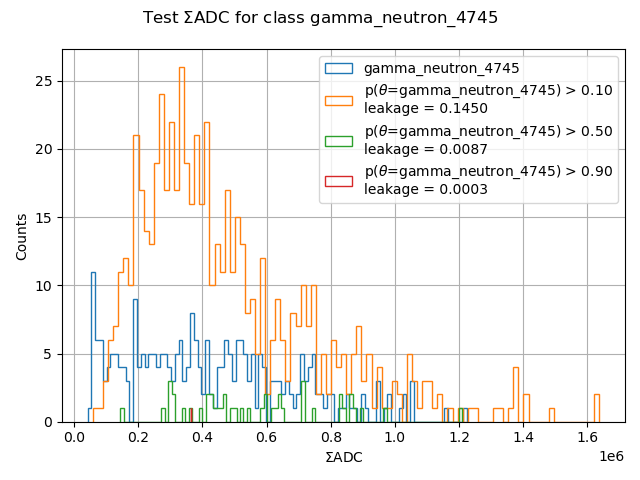 Test ΣADC for class gamma_neutron_4745
gamma_neutron_4745
p(θ=gamma_neutron_4745) > 0.10
leakage = 0.1450
p(θ=gamma_neutron_4745) > 0.50
leakage = 0.0087
p(θ=gamma_neutron_4745) > 0.90
leakage = 0.0003
Counts
25
20
15
10
5
0
0.0 0.2 0.4 0.6 0.8 1.0 1.2 1.4 1.6
1e6
ΣADC